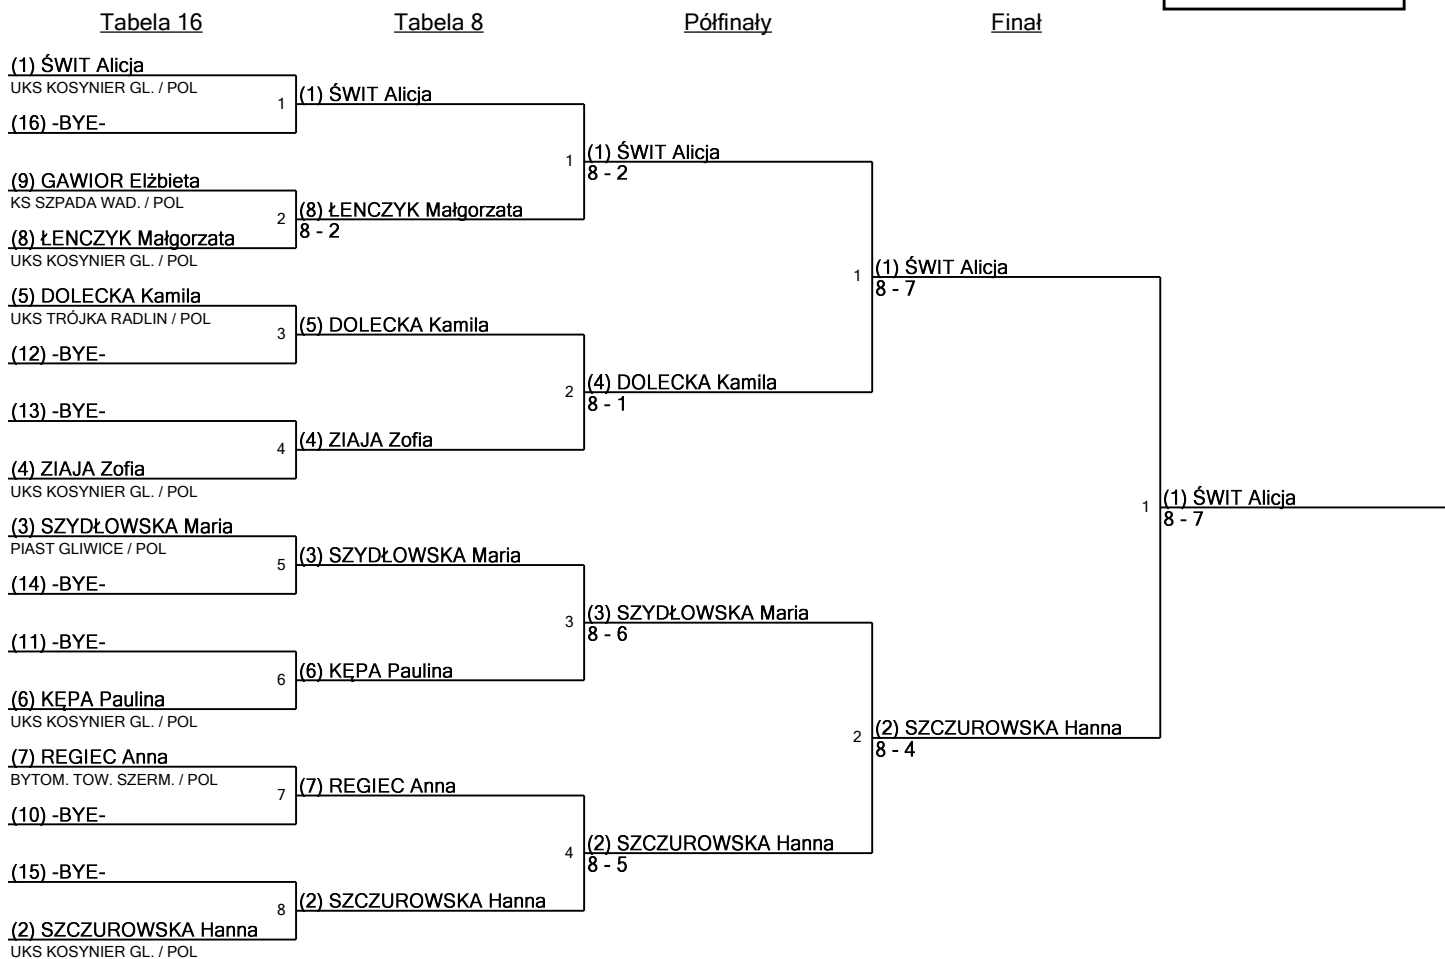 Tabela 16
Tabela 8
Półfinały
Finał
(1) ŚWIT Alicja
UKS KOSYNIER GL. / POL
1
(16) -BYE-
(9) GAWIOR Elżbieta
KS SZPADA WAD. / POL
2
(8) ŁENCZYK Małgorzata
UKS KOSYNIER GL. / POL
(5) DOLECKA Kamila
UKS TRÓJKA RADLIN / POL
3
(12) -BYE-
(13) -BYE-
4
(4) ZIAJA Zofia
UKS KOSYNIER GL. / POL
(3) SZYDŁOWSKA Maria
PIAST GLIWICE / POL
5
(14) -BYE-
(11) -BYE-
6
(6) KĘPA Paulina
UKS KOSYNIER GL. / POL
(7) REGIEC Anna
BYTOM. TOW. SZERM. / POL
7
(10) -BYE-
(15) -BYE-
8
(2) SZCZUROWSKA Hanna
UKS KOSYNIER GL. / POL
(1) ŚWIT Alicja
1
(8) ŁENCZYK Małgorzata
8 - 2
(5) DOLECKA Kamila
2
(4) ZIAJA Zofia
(3) SZYDŁOWSKA Maria
3
(6) KĘPA Paulina
(7) REGIEC Anna
4
(2) SZCZUROWSKA Hanna
(1) ŚWIT Alicja
8 - 2
1
(4) DOLECKA Kamila
8 - 1
(3) SZYDŁOWSKA Maria
8 - 6
2
(2) SZCZUROWSKA Hanna
8 - 5
(1) ŚWIT Alicja
8 - 7
1
(2) SZCZUROWSKA Hanna
8 - 4
(1) ŚWIT Alicja
8 - 7